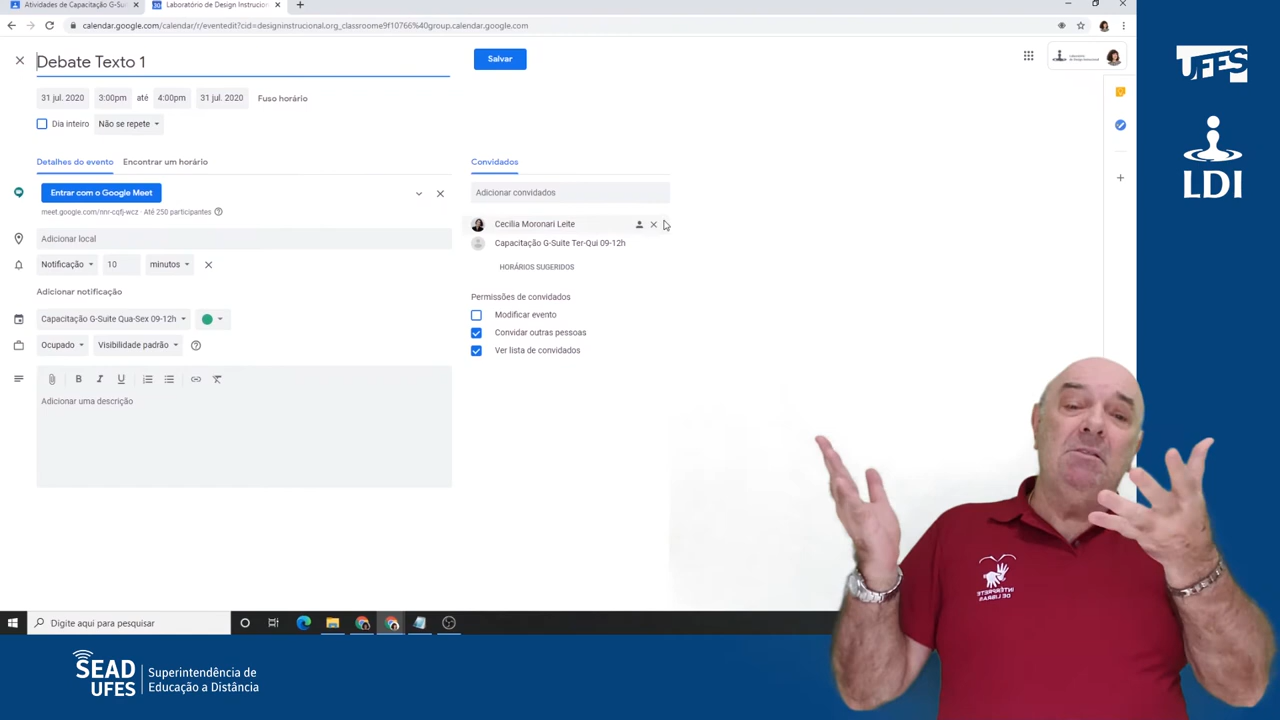 Atividades de Capacitação G-Su
Laboratório de Design Instrucion
calendar.google.com/calendar/r/eventedit?cid=designinstrucional.org_classroome9f10766%40group.calendar.google.com
Debate Texto 1
Salvar
31 jul. 2020 3:00pm até 4:00pm 31 jul. 2020 Fuso horário
Dia inteiro Não se repete
Detalhes do evento Encontrar um horário
Convidados
Entrar com o Google Meet
meet.google.com/nnr-cqfj-wcz · Até 250 participantes
Adicionar convidados
Cecilia Moronari Leite
Capacitação G-Suite Ter-Qui 09-12h
HORÁRIOS SUGERIDOS
Adicionar local
Notificação 10 minutos
Adicionar notificação
Capacitação G-Suite Qua-Sex 09-12h
Ocupado Visibilidade padrão
Permissões de convidados
Modificar evento
Convidar outras pessoas
Ver lista de convidados
B I U
Adicionar uma descrição
Digite aqui para pesquisar
UFES
LDI
INTÉRPRETE
DE LIBRAS
SEAD
UFES
Superintendência de
Educação a Distância